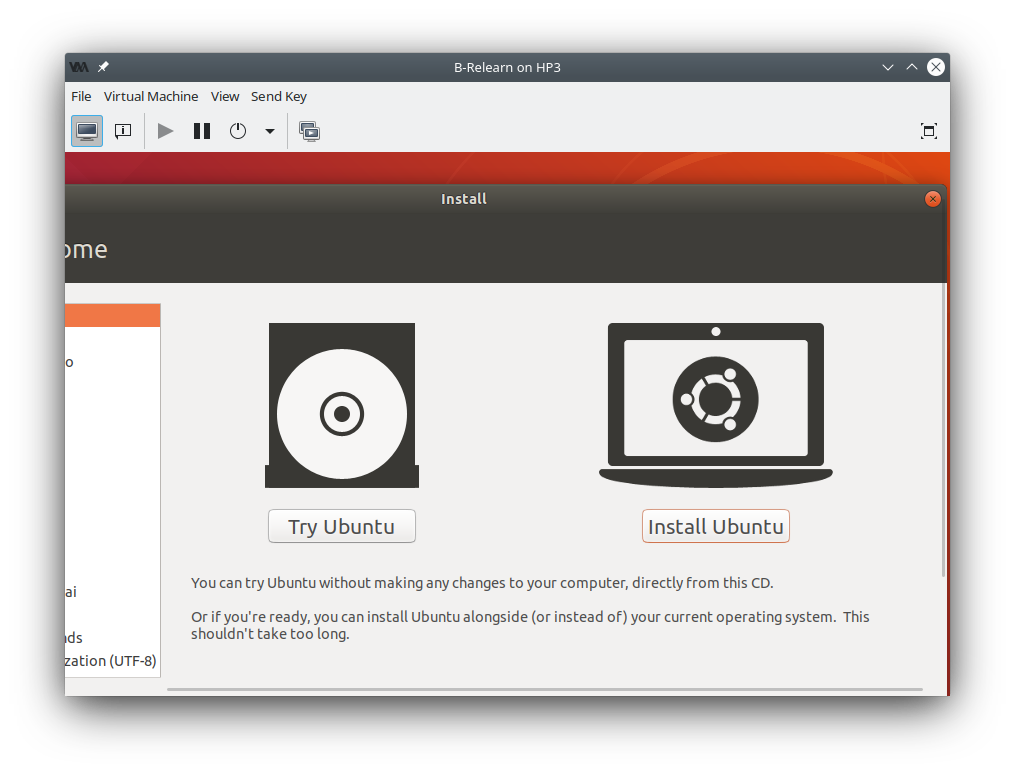 B-Relearn on HP3
File Virtual Machine View Send Key
Install
ome
o
Try Ubuntu
Install Ubuntu
You can try Ubuntu without making any changes to your computer, directly from this CD.
Or if you're ready, you can install Ubuntu alongside (or instead of) your current operating system. This
shouldn't take too long.
ai
nds
zation (UTF-8)